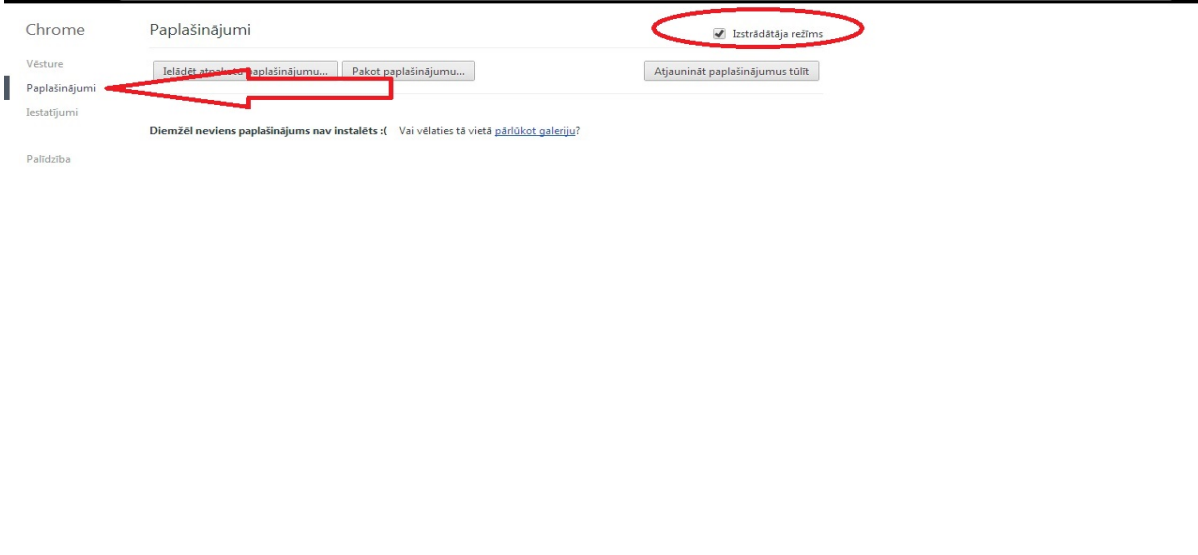 Chrome
Paplašinājumi
Izstrādātāja režīms
Vēsture
Paplašinājumi
Iestatījumi
Palīdzība
Ielādēt atpakotu paplašinājumu... Pakot paplašinājumu... Atjaunināt paplašinājumus tūlīt
Diemžēl neviens paplašinājums nav instalēts :( Vai vēlaties tā vietā pārlūkot galeriju?